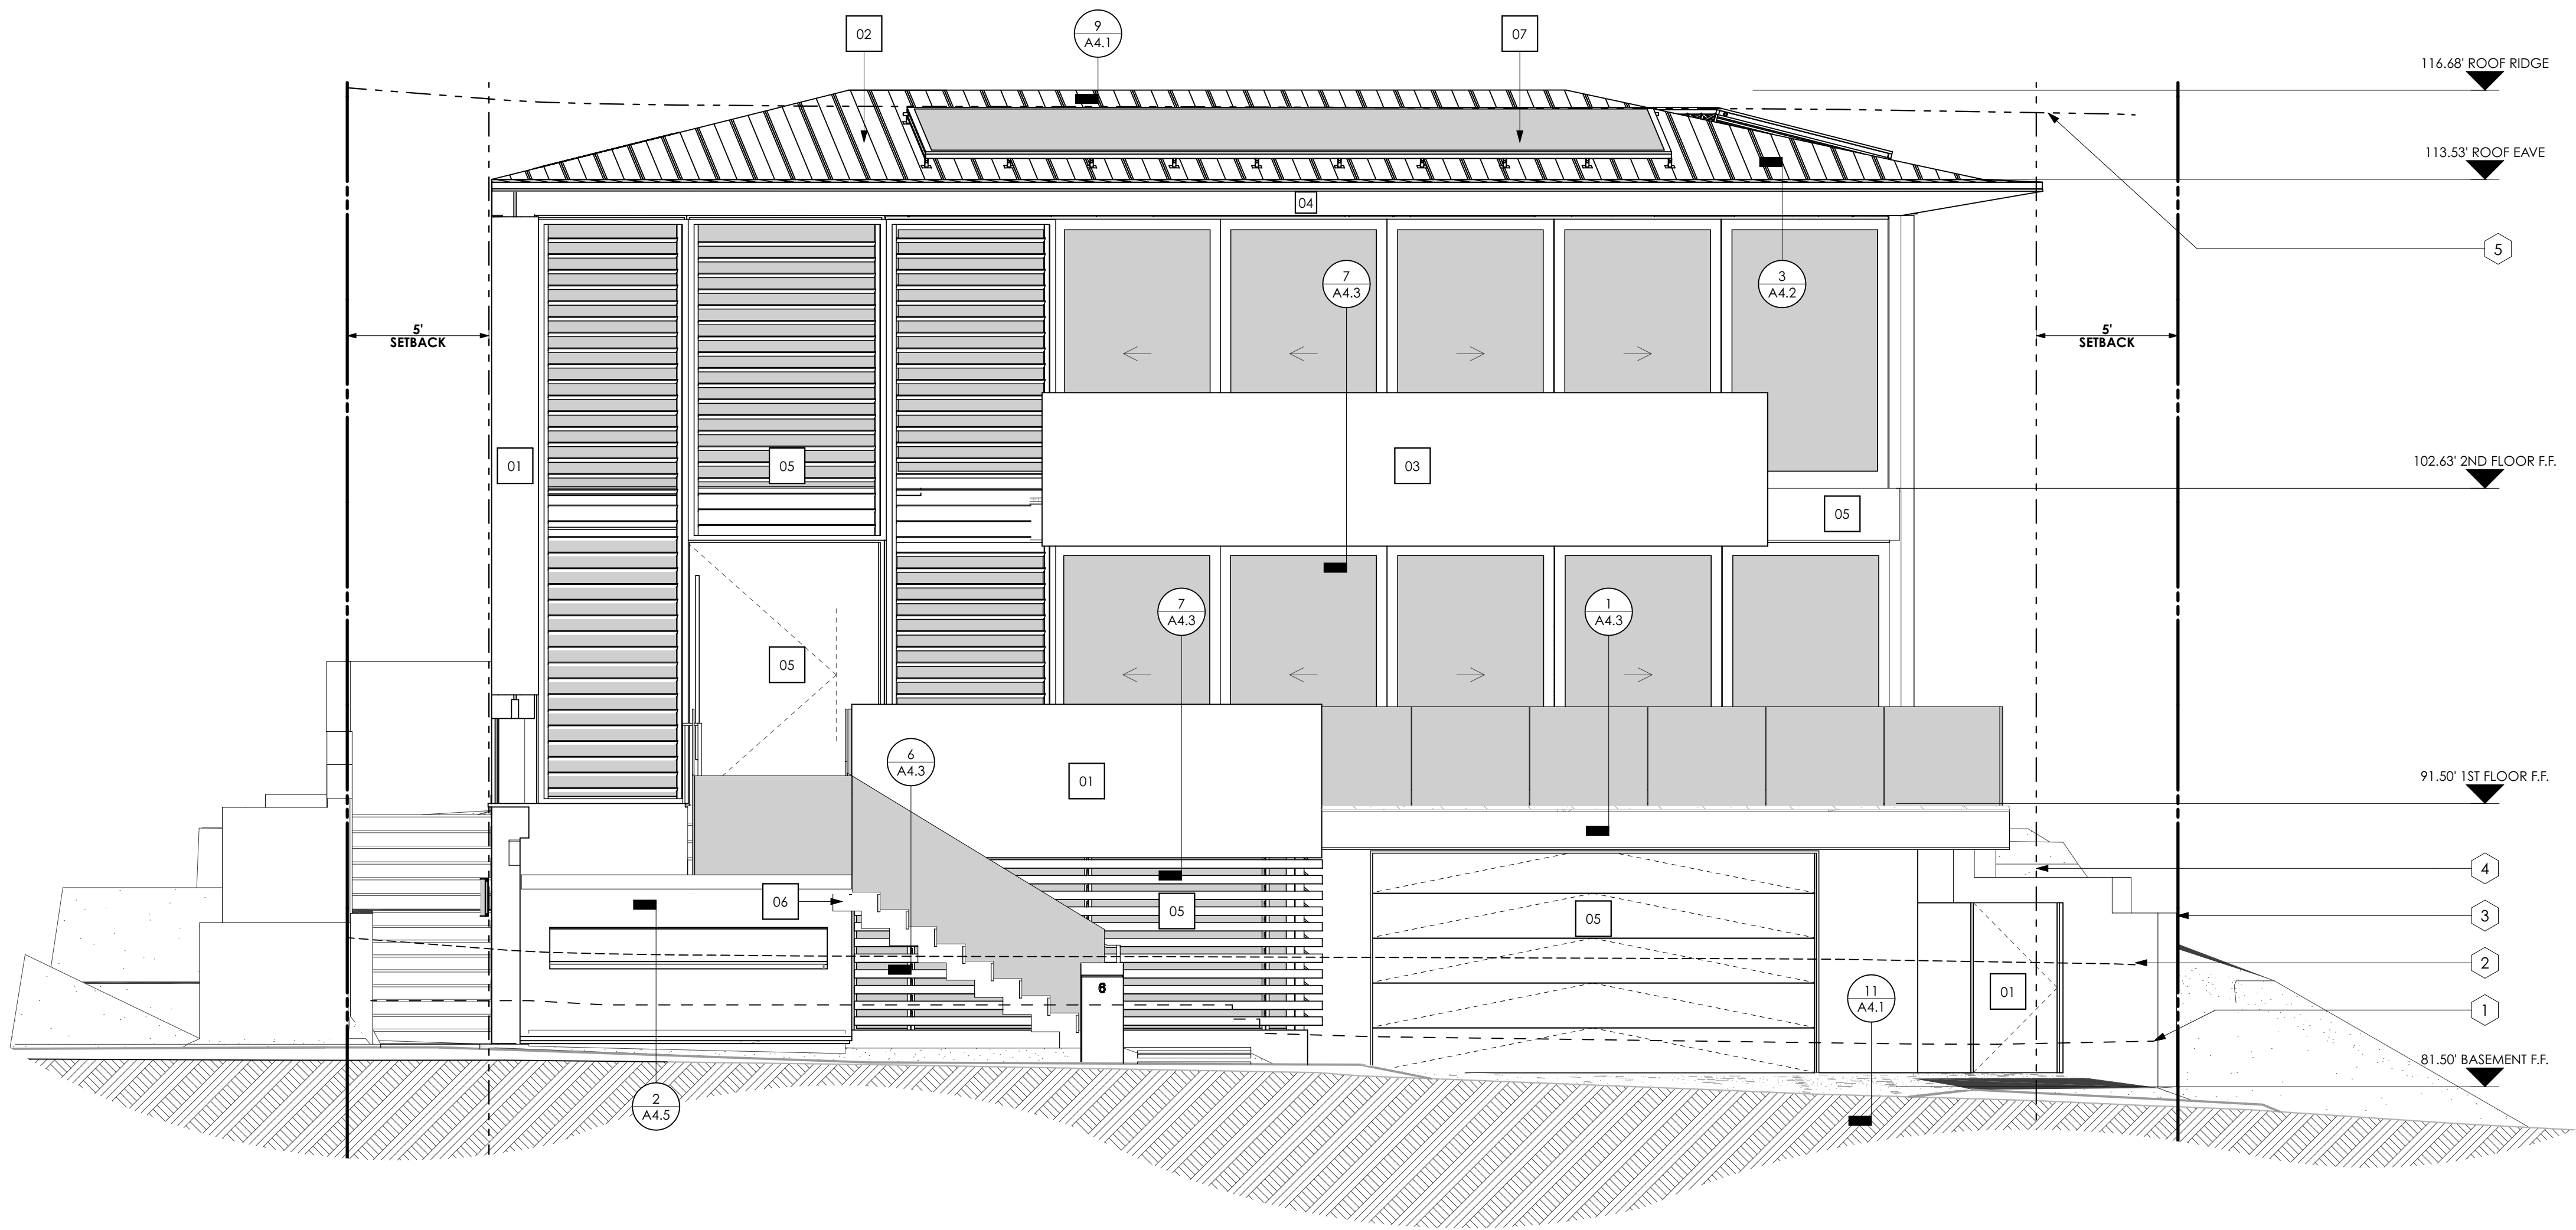 02
9
A4.1
07
116.68' ROOF RIDGE
113.53' ROOF EAVE
04
5
7
A4.3
3
A4.2
5'
SETBACK
5'
SETBACK
01
05
03
102.63' 2ND FLOOR F.F.
05
7
A4.3
1
A4.3
05
6
A4.3
01
91.50' 1ST FLOOR F.F.
4
06
05
05
3
2
6
11
A4.1
01
1
81.50' BASEMENT F.F.
2
A4.5